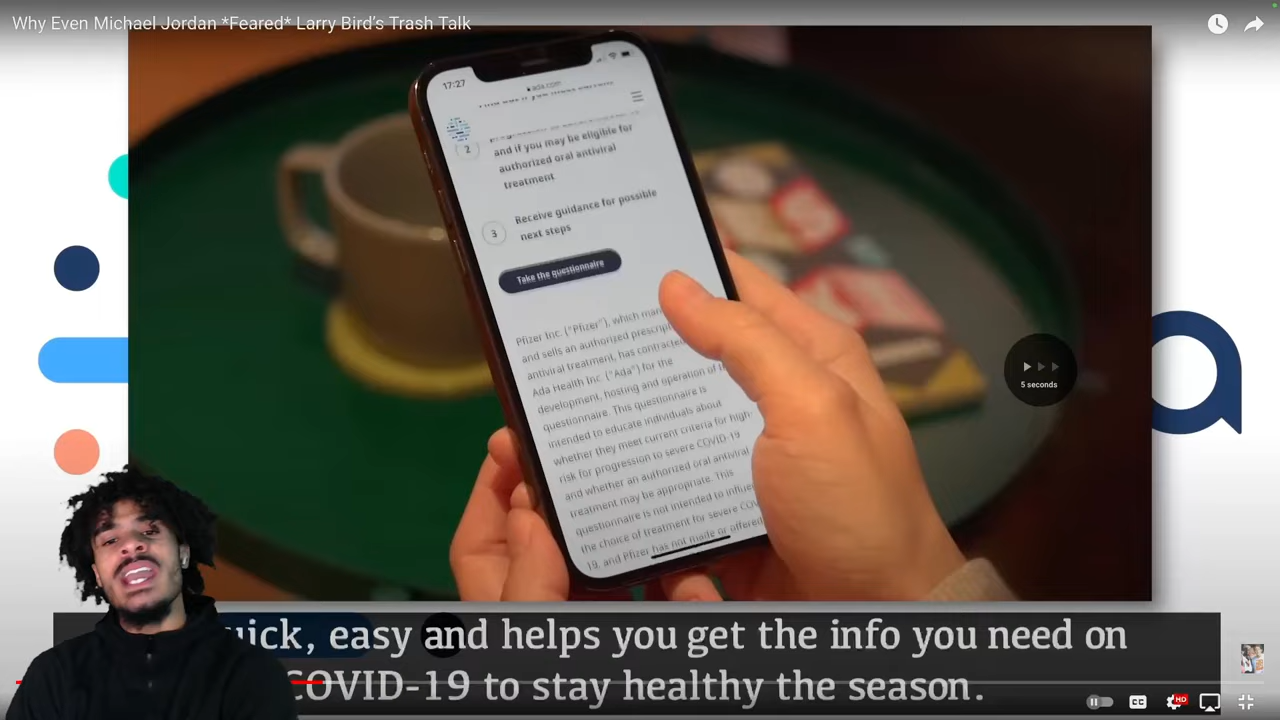 Why Even Michael Jordan *Feared* Larry Bird’s Trash Talk
17:27
ada.com
2
and if you may be eligible for
authorized oral antiviral
treatment
3
Receive guidance for possible
next steps
Take the questionnaire
Pfizer Inc. ("Pfizer"), which
and sells an authorized
antiviral treatment, has contracted
Ada Health Inc. ("Ada") for the
development, hosting and operation of
questionnaire. This questionnaire is
intended to educate individuals about
whether they meet current criteria for high-
risk for progression to severe COVID-19
and whether an authorized oral antiviral
treatment may be appropriate. This
questionnaire is not intended to
the choice of treatment for severe
19, and Pfizer has not made or offered
5 seconds
easy and helps you get the info you need on
COVID-19 to stay healthy the season.
CC
HD